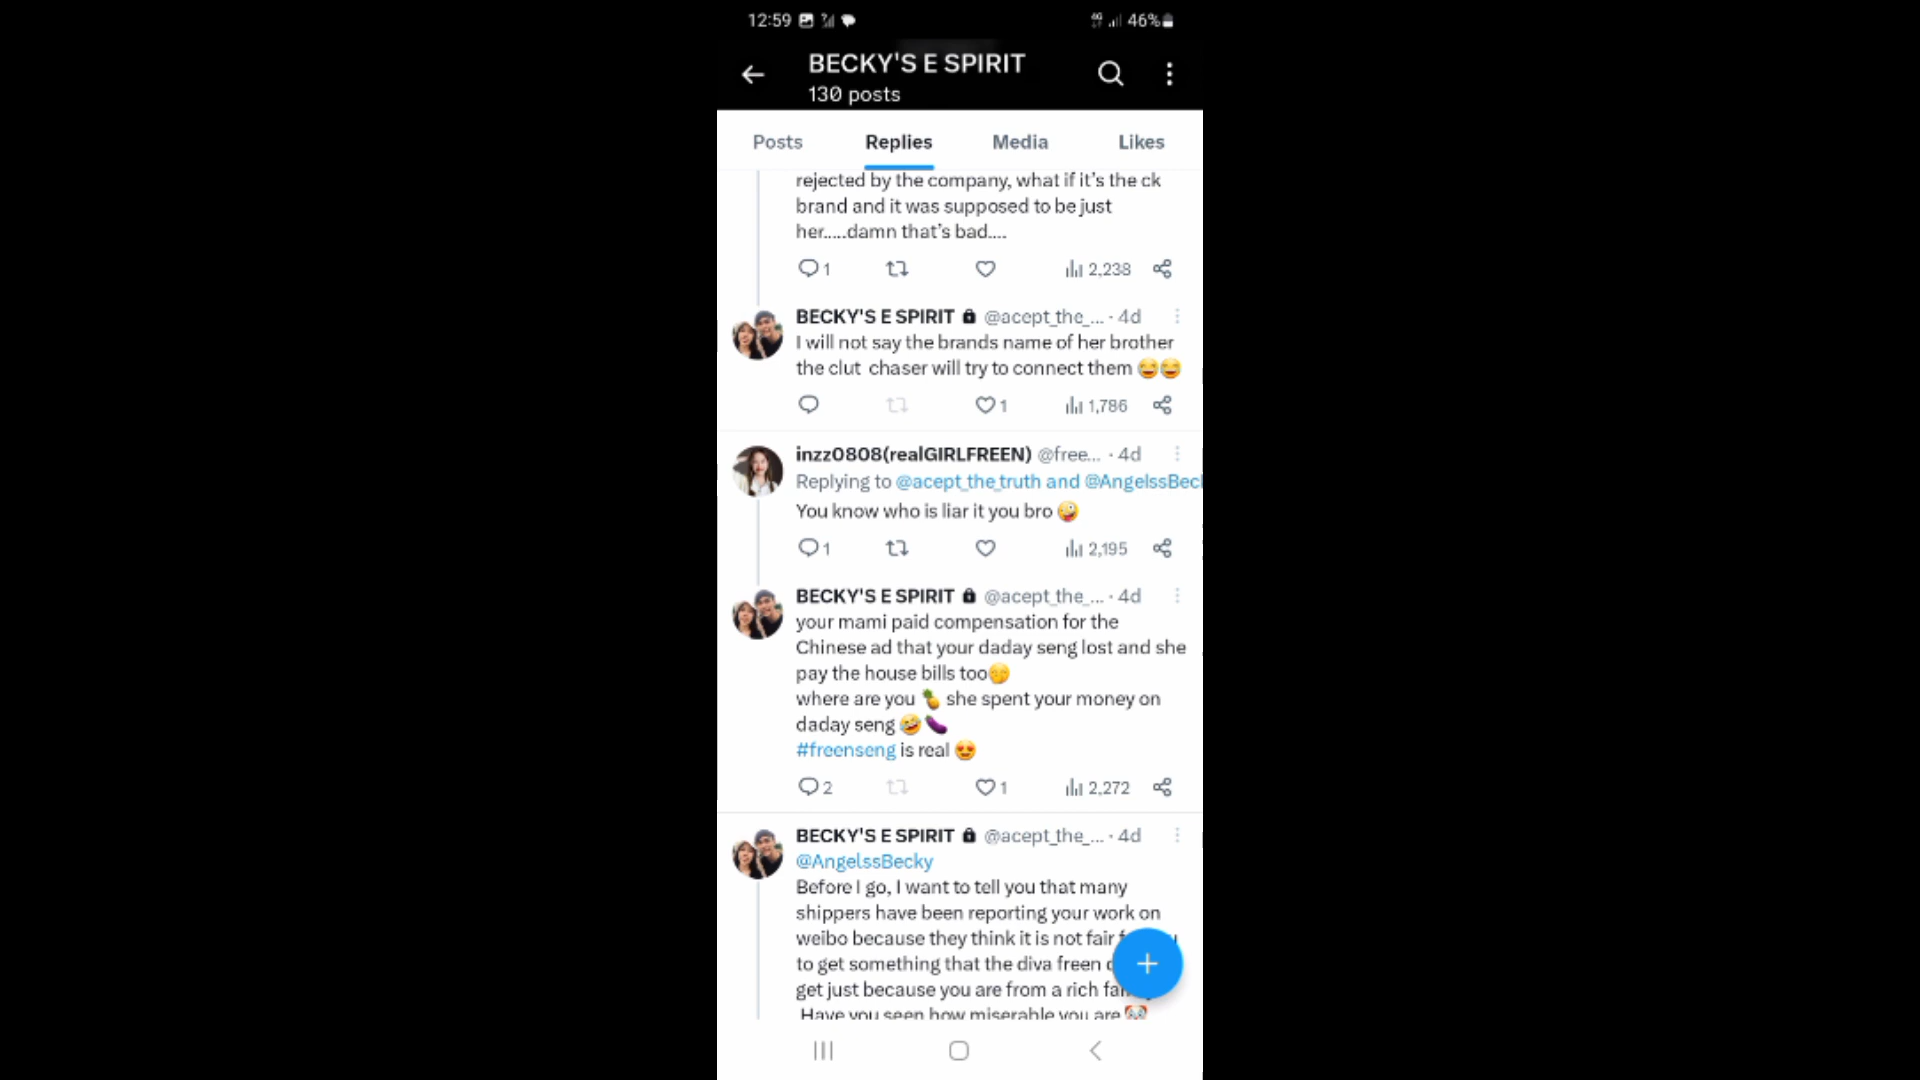 12:59
4G 46%
BECKY'S E SPIRIT
130 posts
Posts Replies Media Likes
rejected by the company, what if it's the ck
brand and it was supposed to be just
her.....damn that's bad....
1 2,238
BECKY'S E SPIRIT @acept_the_... · 4d
I will not say the brands name of her brother
the clut chaser will try to connect them 😂😂
1 1,786
inzz0808(realGIRLFREEN) @free... · 4d
Replying to @acept_the_truth and @AngelssBec
You know who is liar it you bro 🤪
1 2,195
BECKY'S E SPIRIT @acept_the_... · 4d
your mami paid compensation for the
Chinese ad that your daday seng lost and she
pay the house bills too🤭
where are you 🍍 she spent your money on
daday seng 🤣🍆
#freenseng is real 😍
2 1 2,272
BECKY'S E SPIRIT @acept_the_... · 4d
@AngelssBecky
Before I go, I want to tell you that many
shippers have been reporting your work on
weibo because they think it is not fair
to get something that the diva freen
get just because you are from a rich
Have you seen how miserable you are 🤡